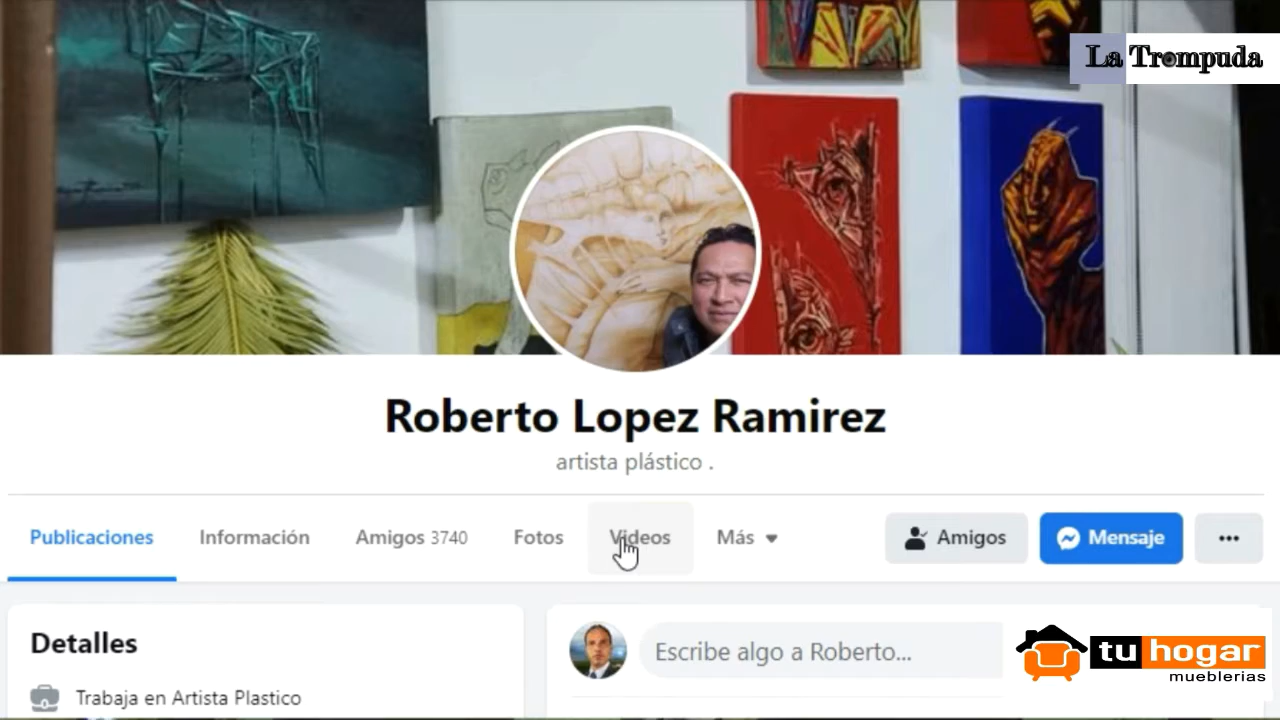 La Trompuda
Roberto Lopez Ramirez
artista plástico .
Publicaciones
Información
Amigos 3740
Fotos
Videos
Más
Amigos
Mensaje
Detalles
Trabaja en Artista Plastico
Escribe algo a Roberto...
tu hogar
mueblerias